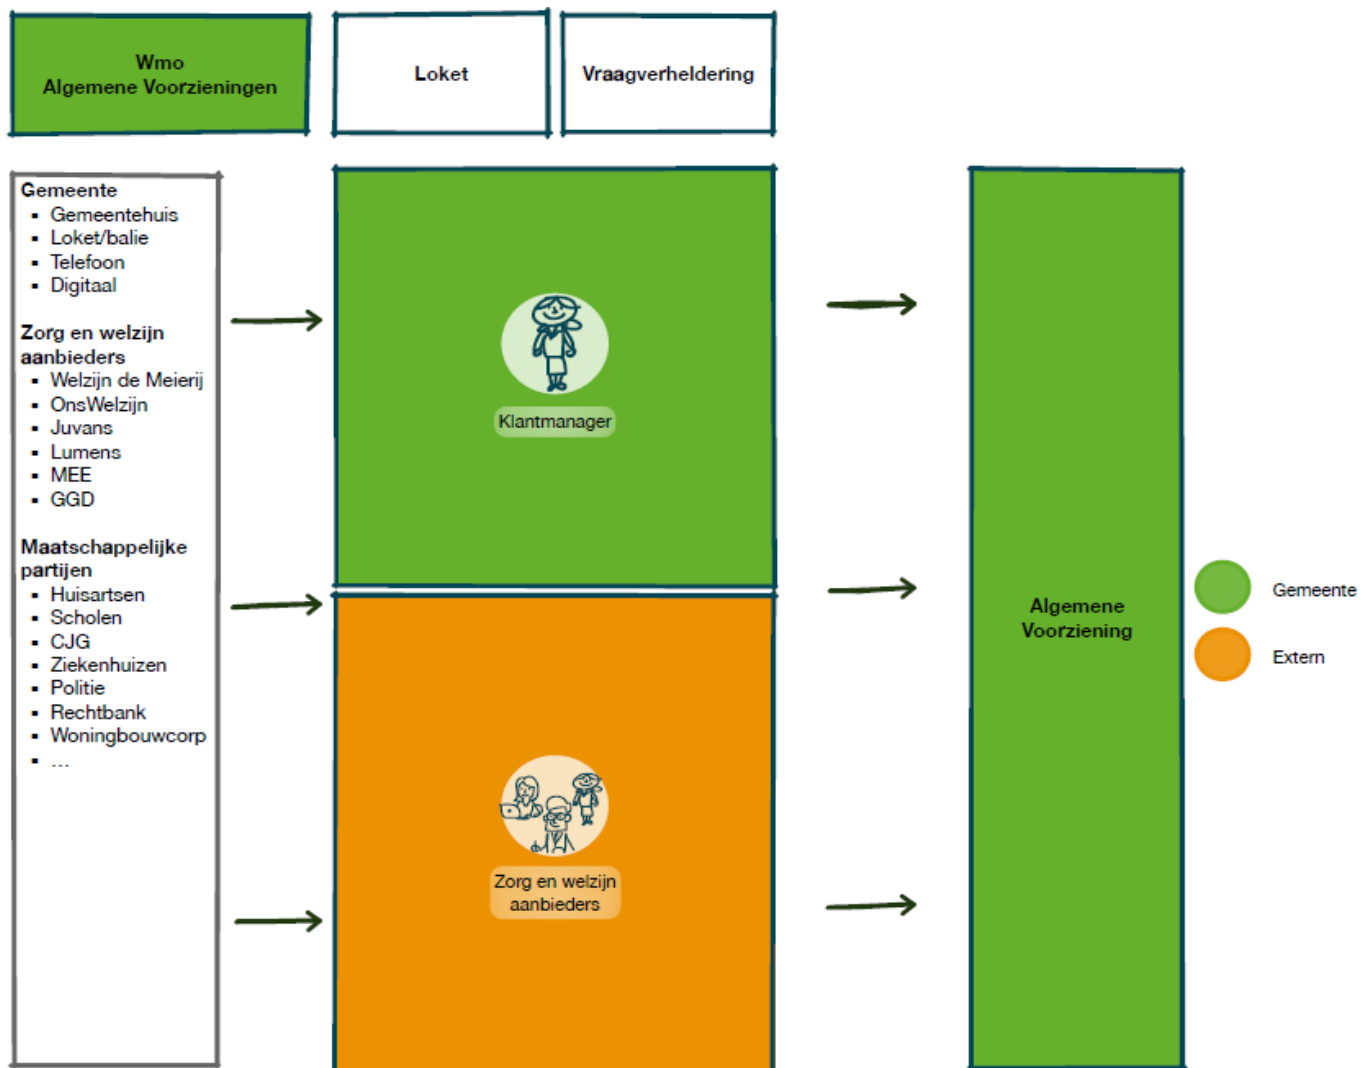 Wmo
Algemene Voorzieningen
Loket
Vraagverheldering
Gemeente
▪ Gemeentehuis
▪ Loket/balie
▪ Telefoon
▪ Digitaal
Zorg en welzijn
aanbieders
▪ Welzijn de Meierij
▪ OnsWelzijn
▪ Juvans
▪ Lumens
▪ MEE
▪ GGD
Maatschappelijke
partijen
▪ Huisartsen
▪ Scholen
▪ CJG
▪ Ziekenhuizen
▪ Politie
▪ Rechtbank
▪ Woningbouwcorp
▪ ...
Klantmanager
Zorg en welzijn
aanbieders
Algemene
Voorziening
Gemeente
Extern